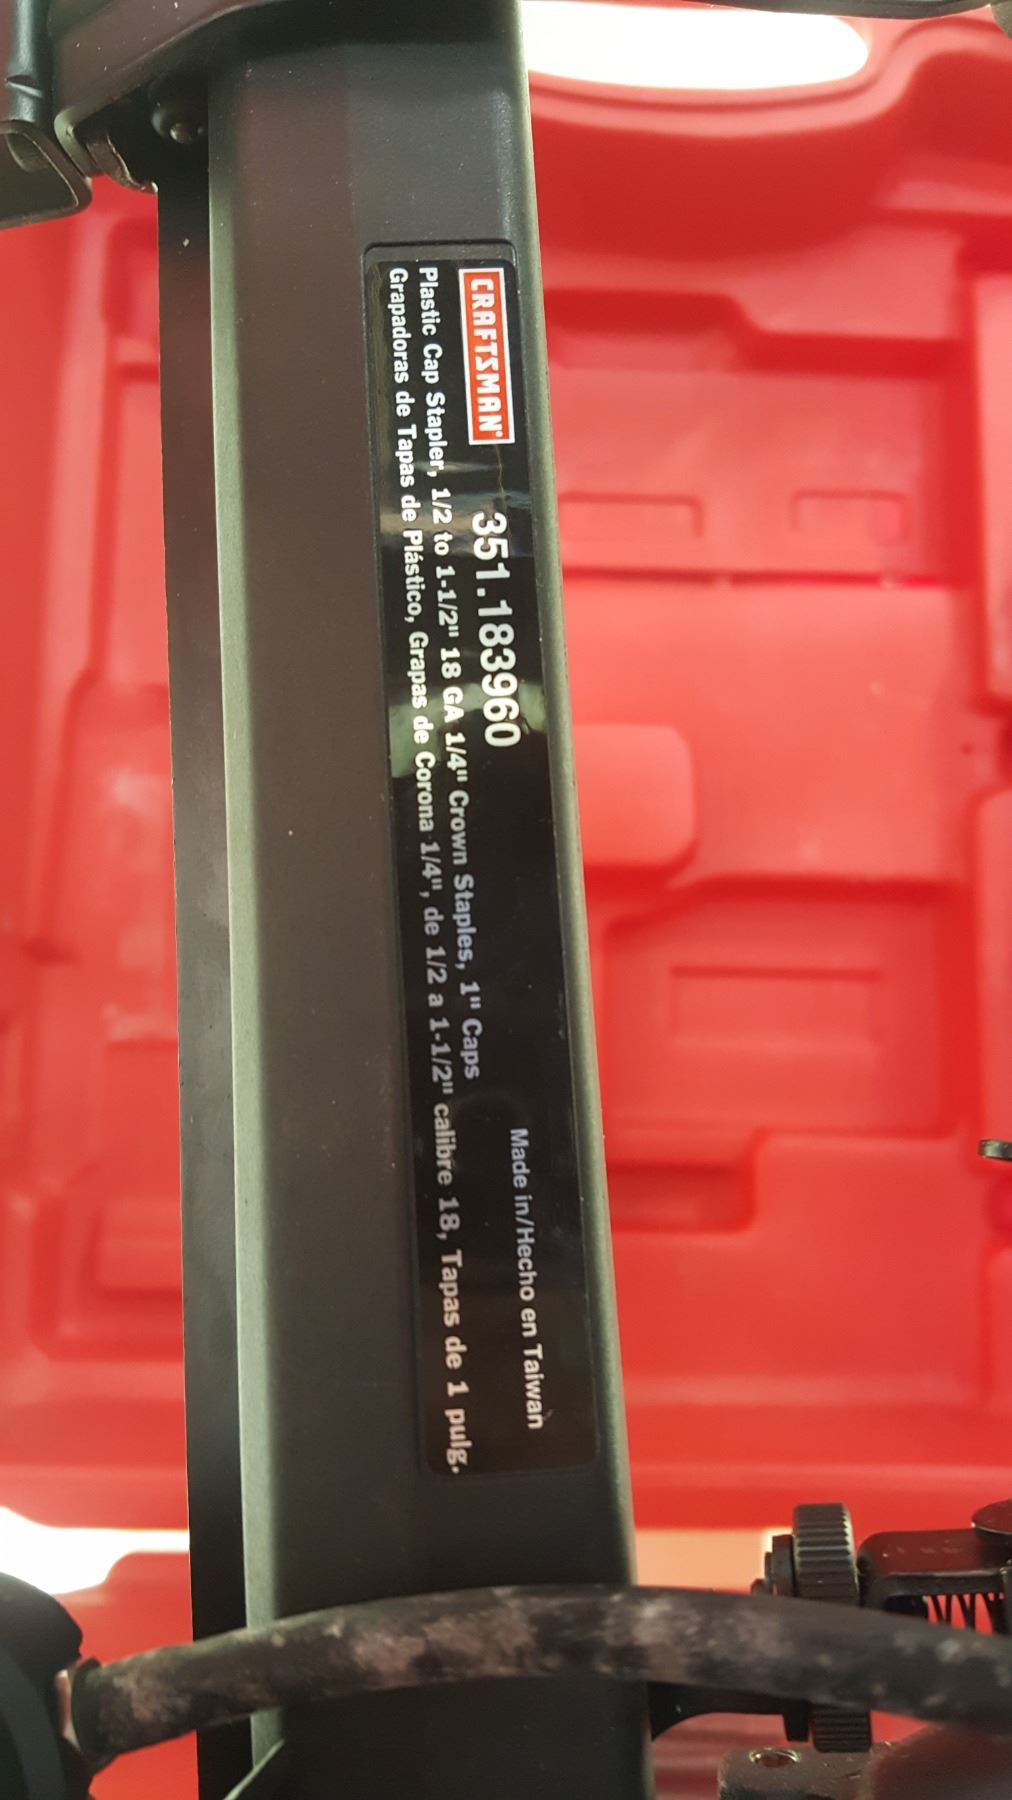 CRAFTSMAN® 351.183960 Made in/Hecho en Taiwan
Plastic Cap Stapler, 1/2 to 1-1/2" 18 GA 1/4" Crown Staples, 1" Caps
Grapadoras de Tapas de Plástico, Grapas de Corona 1/4", de 1/2 a 1-1/2" calibre 18, Tapas de 1 pulg.